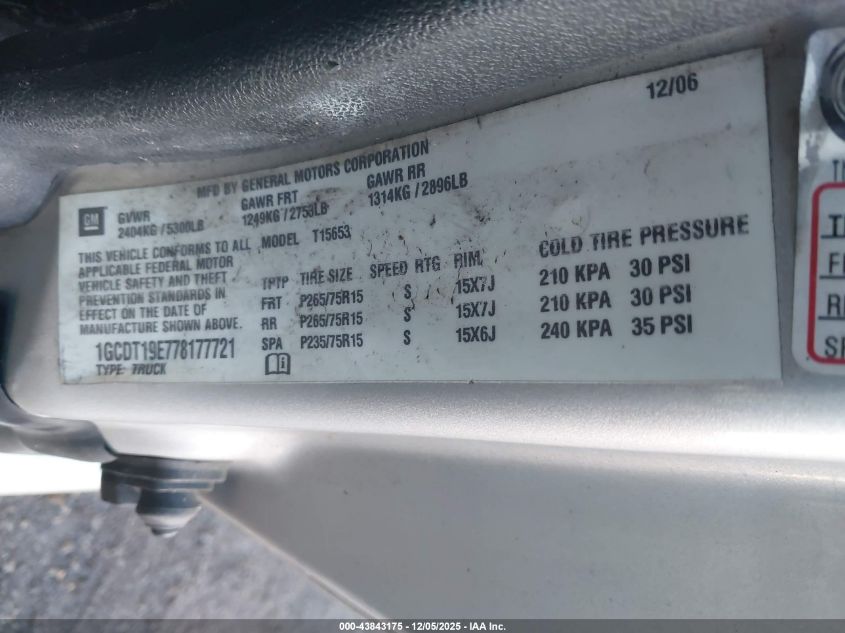 12/06
MFD BY GENERAL MOTORS CORPORATION
GM
GVWR GAWR FRT GAWR RR
2404KG / 5300LB 1249KG / 2753LB 1314KG / 2896LB
THIS VEHICLE CONFORMS TO ALL
APPLICABLE FEDERAL MOTOR
VEHICLE SAFETY AND THEFT
PREVENTION STANDARDS IN
EFFECT ON THE DATE OF
MANUFACTURE SHOWN ABOVE.
1GCDT19E778177721
TYPE: TRUCK
MODEL T15653
TPTP TIRE SIZE SPEED RTG RIM COLD TIRE PRESSURE
FRT P265/75R15 S 15X7J 210 KPA 30 PSI
RR P265/75R15 S 15X7J 210 KPA 30 PSI
SPA P235/75R15 S 15X6J 240 KPA 35 PSI
000-43843175 - 12/05/2025 - IAA Inc.